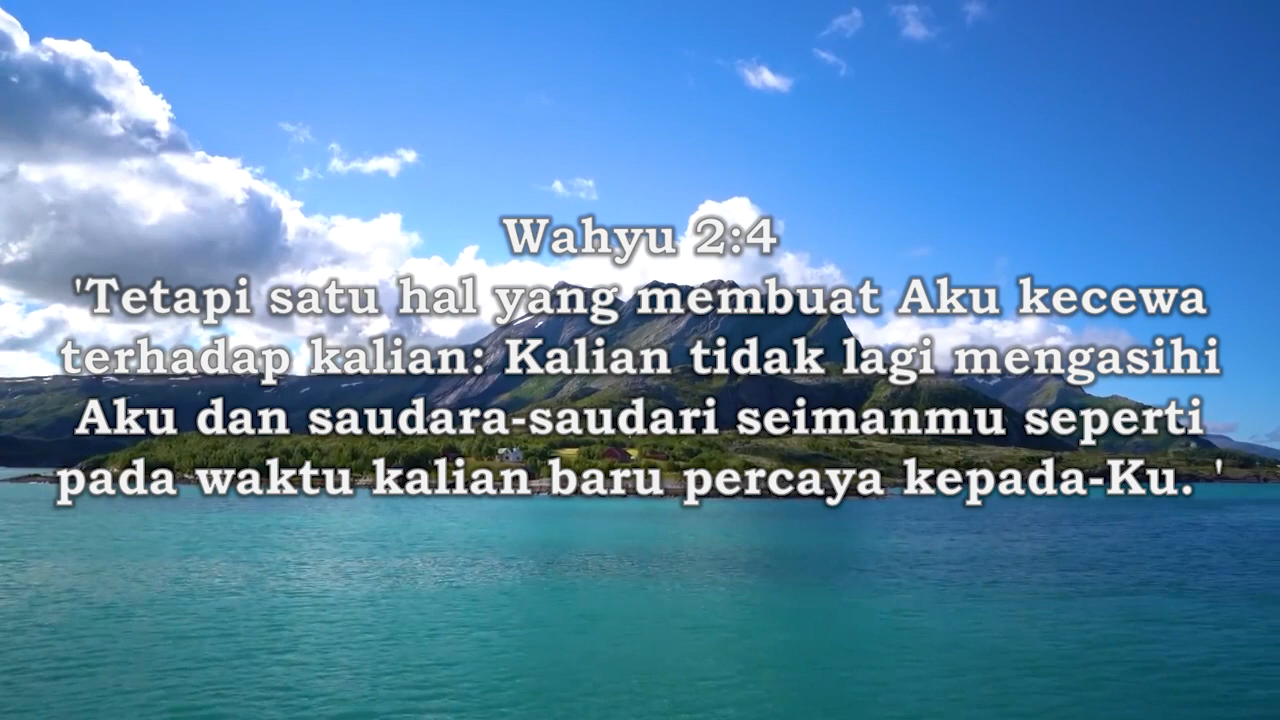 Wahyu 2:4
'Tetapi satu hal yang membuat Aku kecewa
terhadap kalian: Kalian tidak lagi mengasihi
Aku dan saudara-saudari seimanmu seperti
pada waktu kalian baru percaya kepada-Ku. '